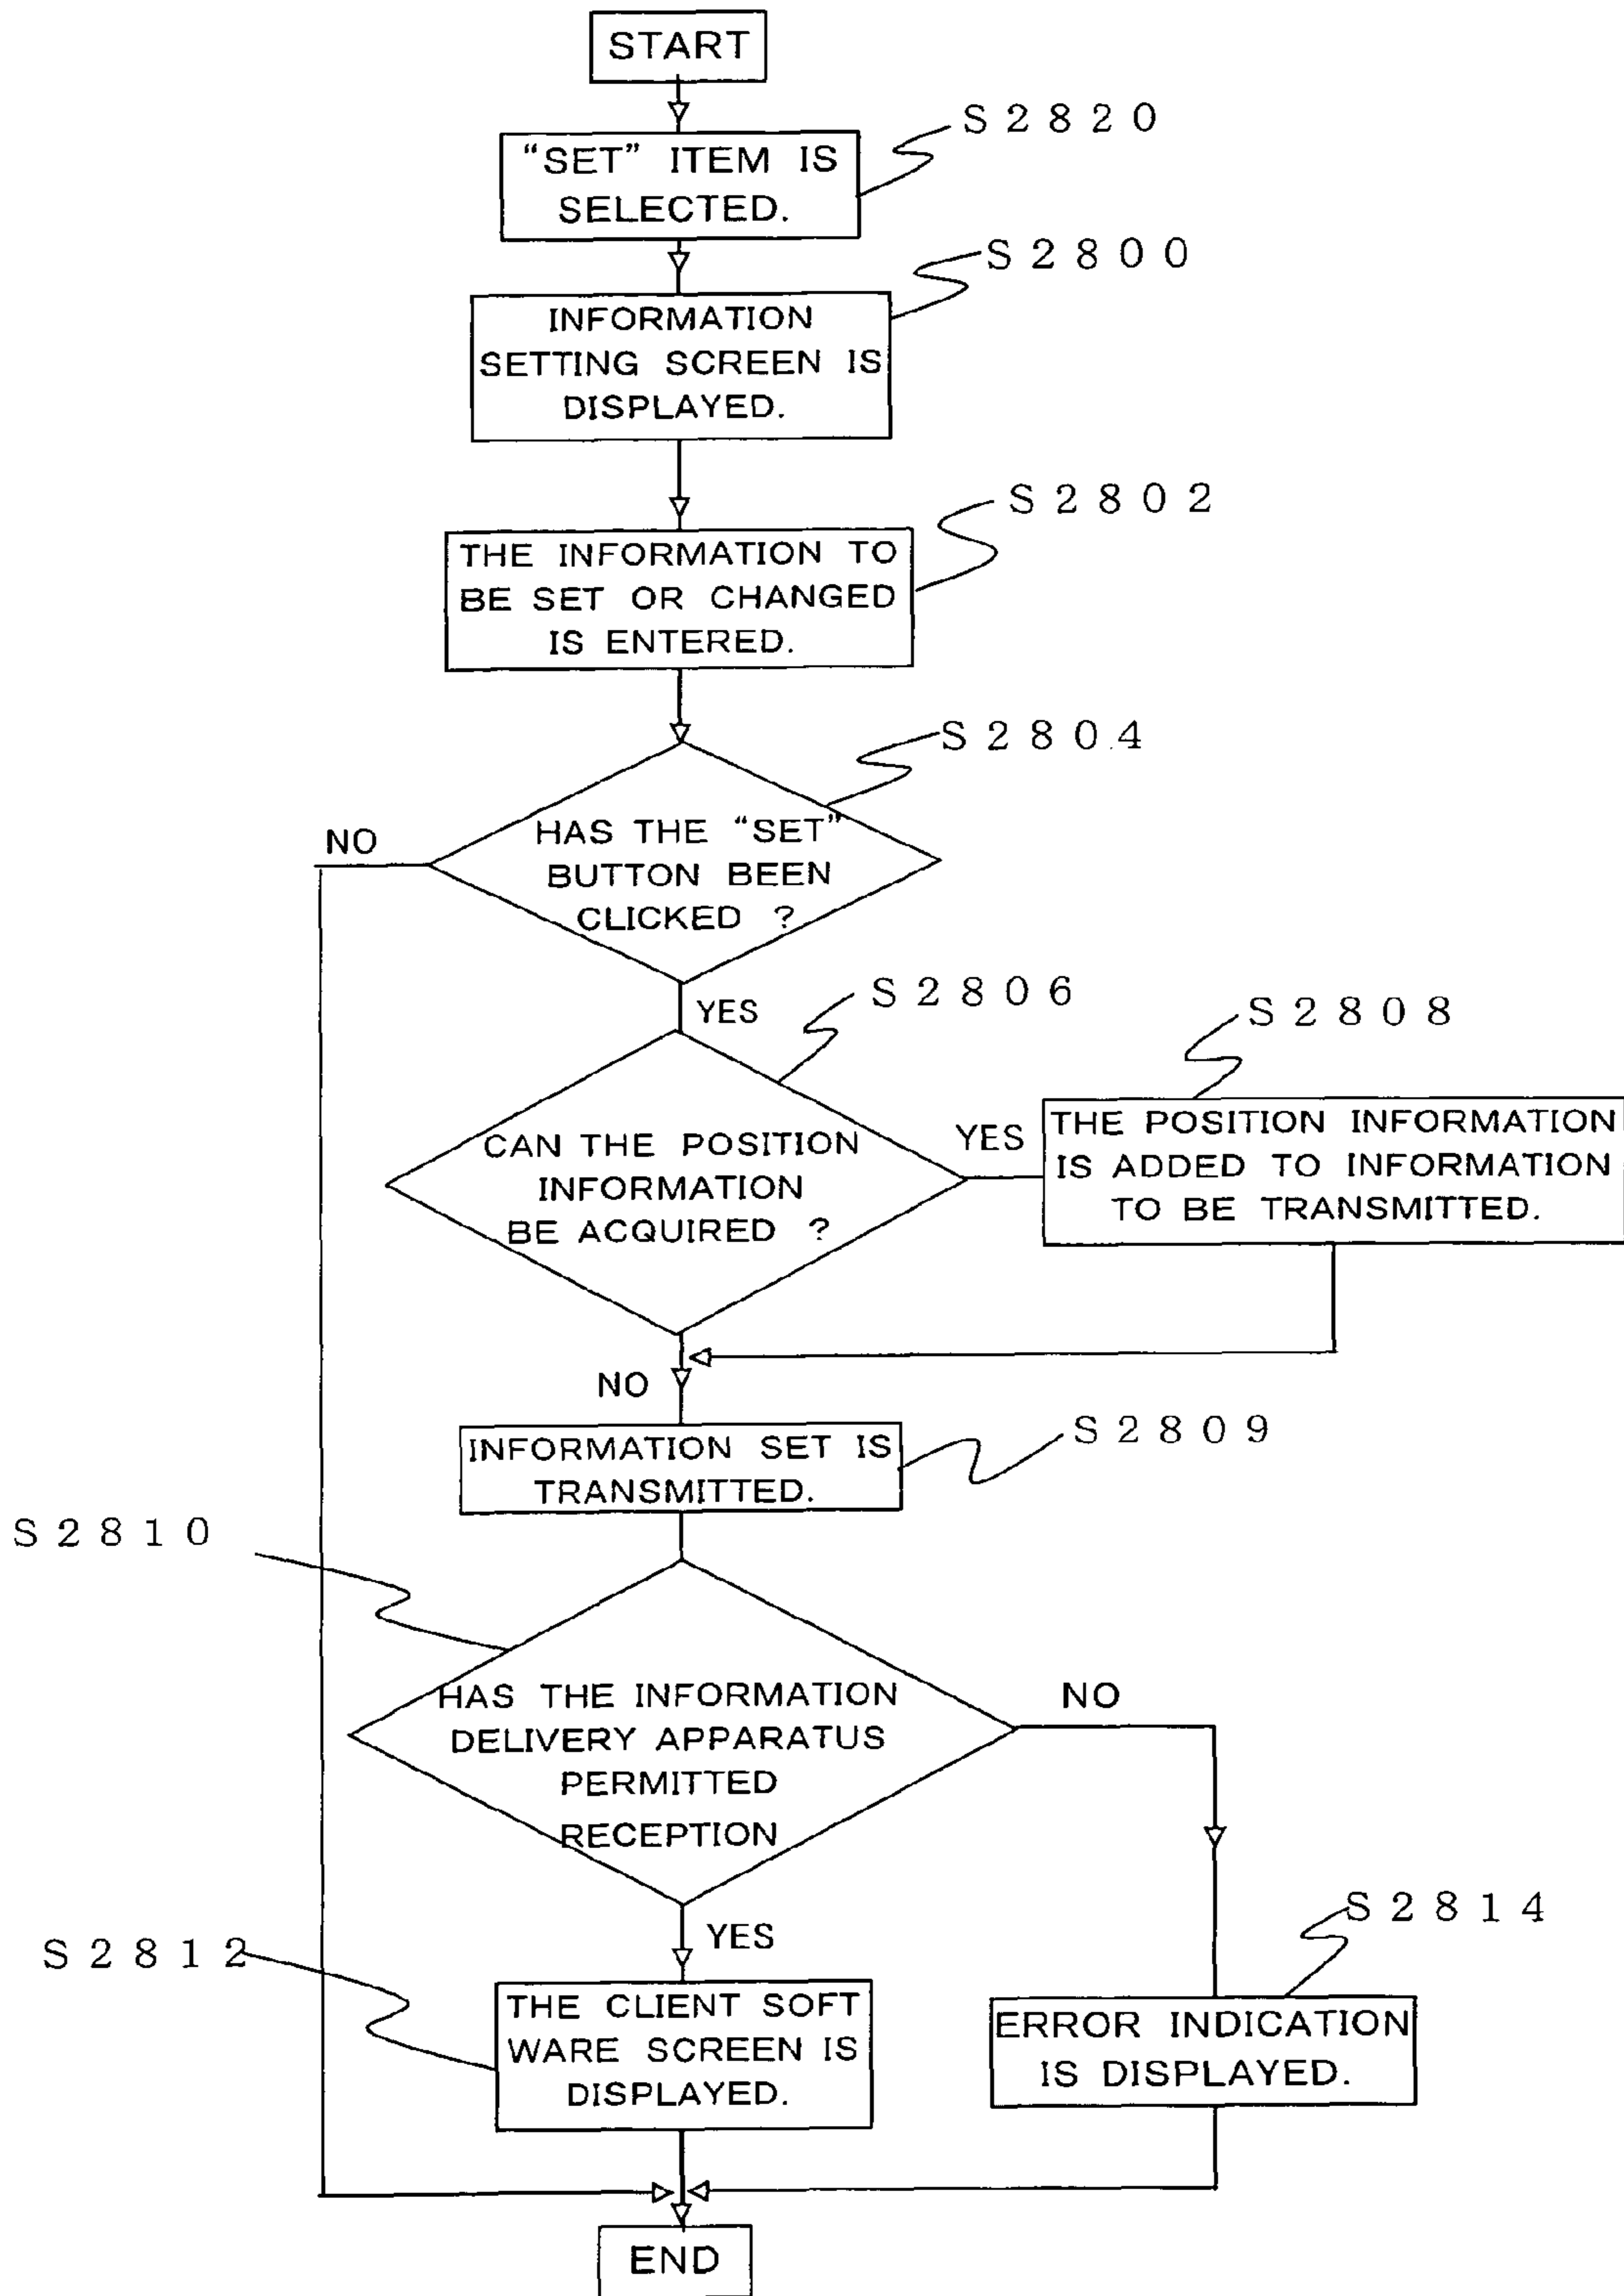 START
S2820
“SET” ITEM IS
SELECTED.
S2800
INFORMATION
SETTING SCREEN IS
DISPLAYED.
S2802
THE INFORMATION TO
BE SET OR CHANGED
IS ENTERED.
S2804
NO
HAS THE “SET”
BUTTON BEEN
CLICKED ?
YES
S2806
S2808
CAN THE POSITION
INFORMATION
BE ACQUIRED ?
YES
THE POSITION INFORMATION
IS ADDED TO INFORMATION
TO BE TRANSMITTED.
NO
S2809
INFORMATION SET IS
TRANSMITTED.
S2810
HAS THE INFORMATION
DELIVERY APPARATUS
PERMITTED
RECEPTION
NO
YES
S2812
THE CLIENT SOFT
WARE SCREEN IS
DISPLAYED.
S2814
ERROR INDICATION
IS DISPLAYED.
END